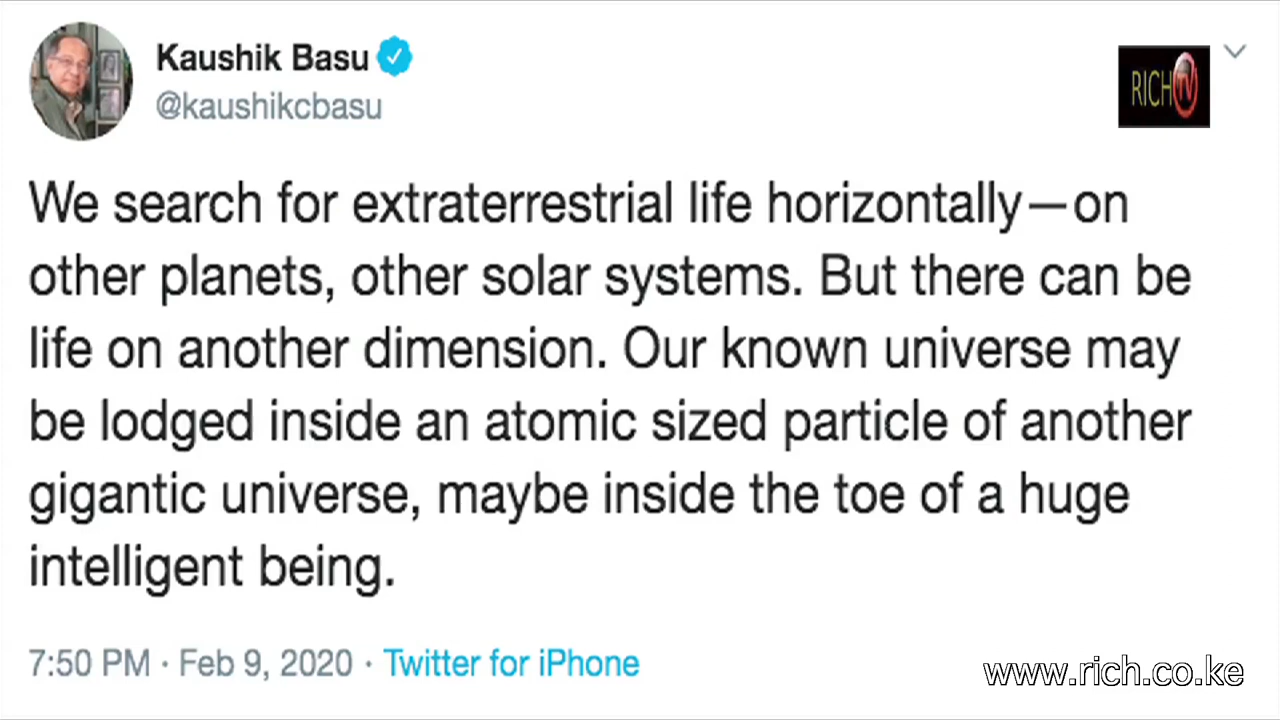 Kaushik Basu
@kaushikcbasu
RICH TV
We search for extraterrestrial life horizontally—on
other planets, other solar systems. But there can be
life on another dimension. Our known universe may
be lodged inside an atomic sized particle of another
gigantic universe, maybe inside the toe of a huge
intelligent being.
7:50 PM · Feb 9, 2020 · Twitter for iPhone
www.rich.co.ke